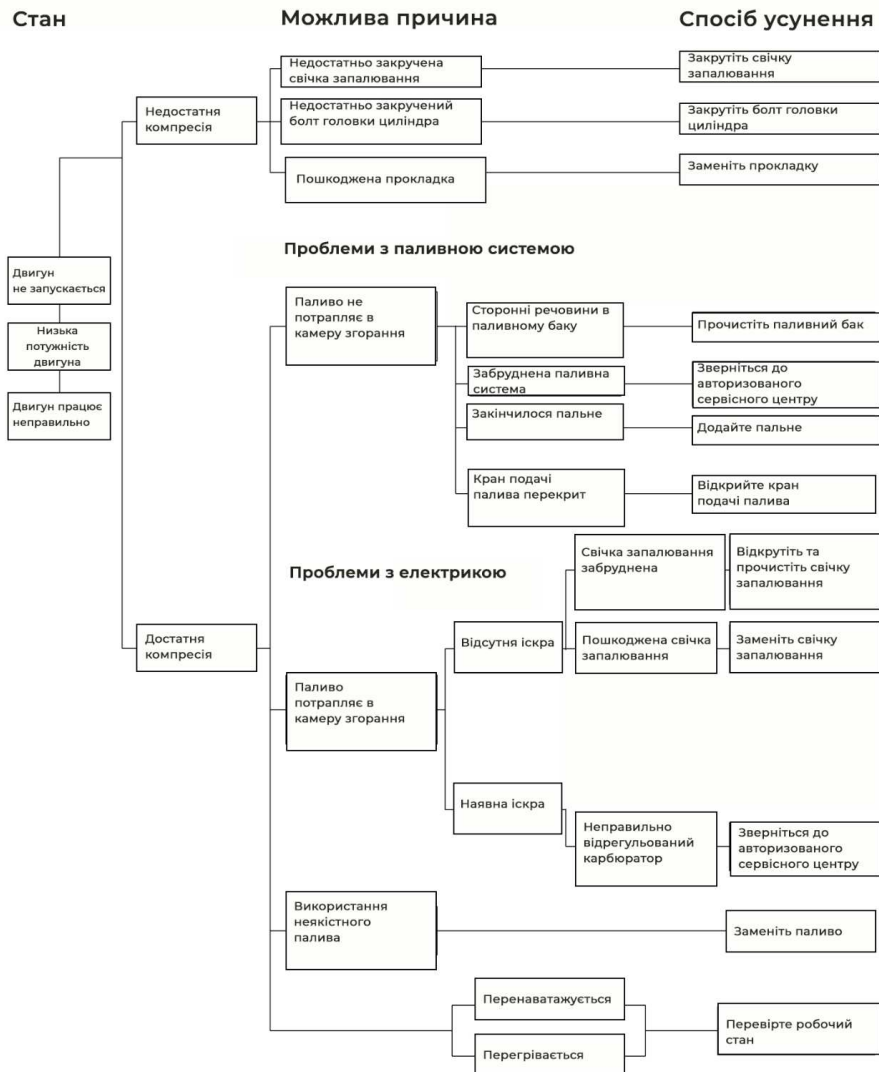 Стан
Можлива причина
Спосіб усунення
Недостатня
компресія
Недостатньо закручена
свічка запалювання
Закрутіть свічку
запалювання
Недостатньо закручений
болт головки циліндра
Закрутіть болт головки
циліндра
Пошкоджена прокладка
Замініть прокладку
Двигун
не запускається
Низька
потужність
двигуна
Двигун працює
неправильно
Проблеми з паливною системою
Паливо не
потрапляє в
камеру згорання
Сторонні речовини в
паливному баку
Прочистіть паливний бак
Забруднена паливна
система
Зверніться до
авторизованого
сервісного центру
Закінчилося пальне
Додайте пальне
Кран подачі
палива перекрит
Відкрийте кран
подачі палива
Проблеми з електрикою
Достатня
компресія
Паливо
потрапляє в
камеру згорання
Відсутня іскра
Свічка запалювання
забруднена
Відкрутіть та
прочистіть свічку
запалювання
Пошкоджена свічка
запалювання
Замініть свічку
запалювання
Наявна іскра
Неправильно
відрегульований
карбюратор
Зверніться до
авторизованого
сервісного центру
Використання
неякістного
палива
Замініть паливо
Перенаватажується
Перегрівається
Перевірте робочий
стан